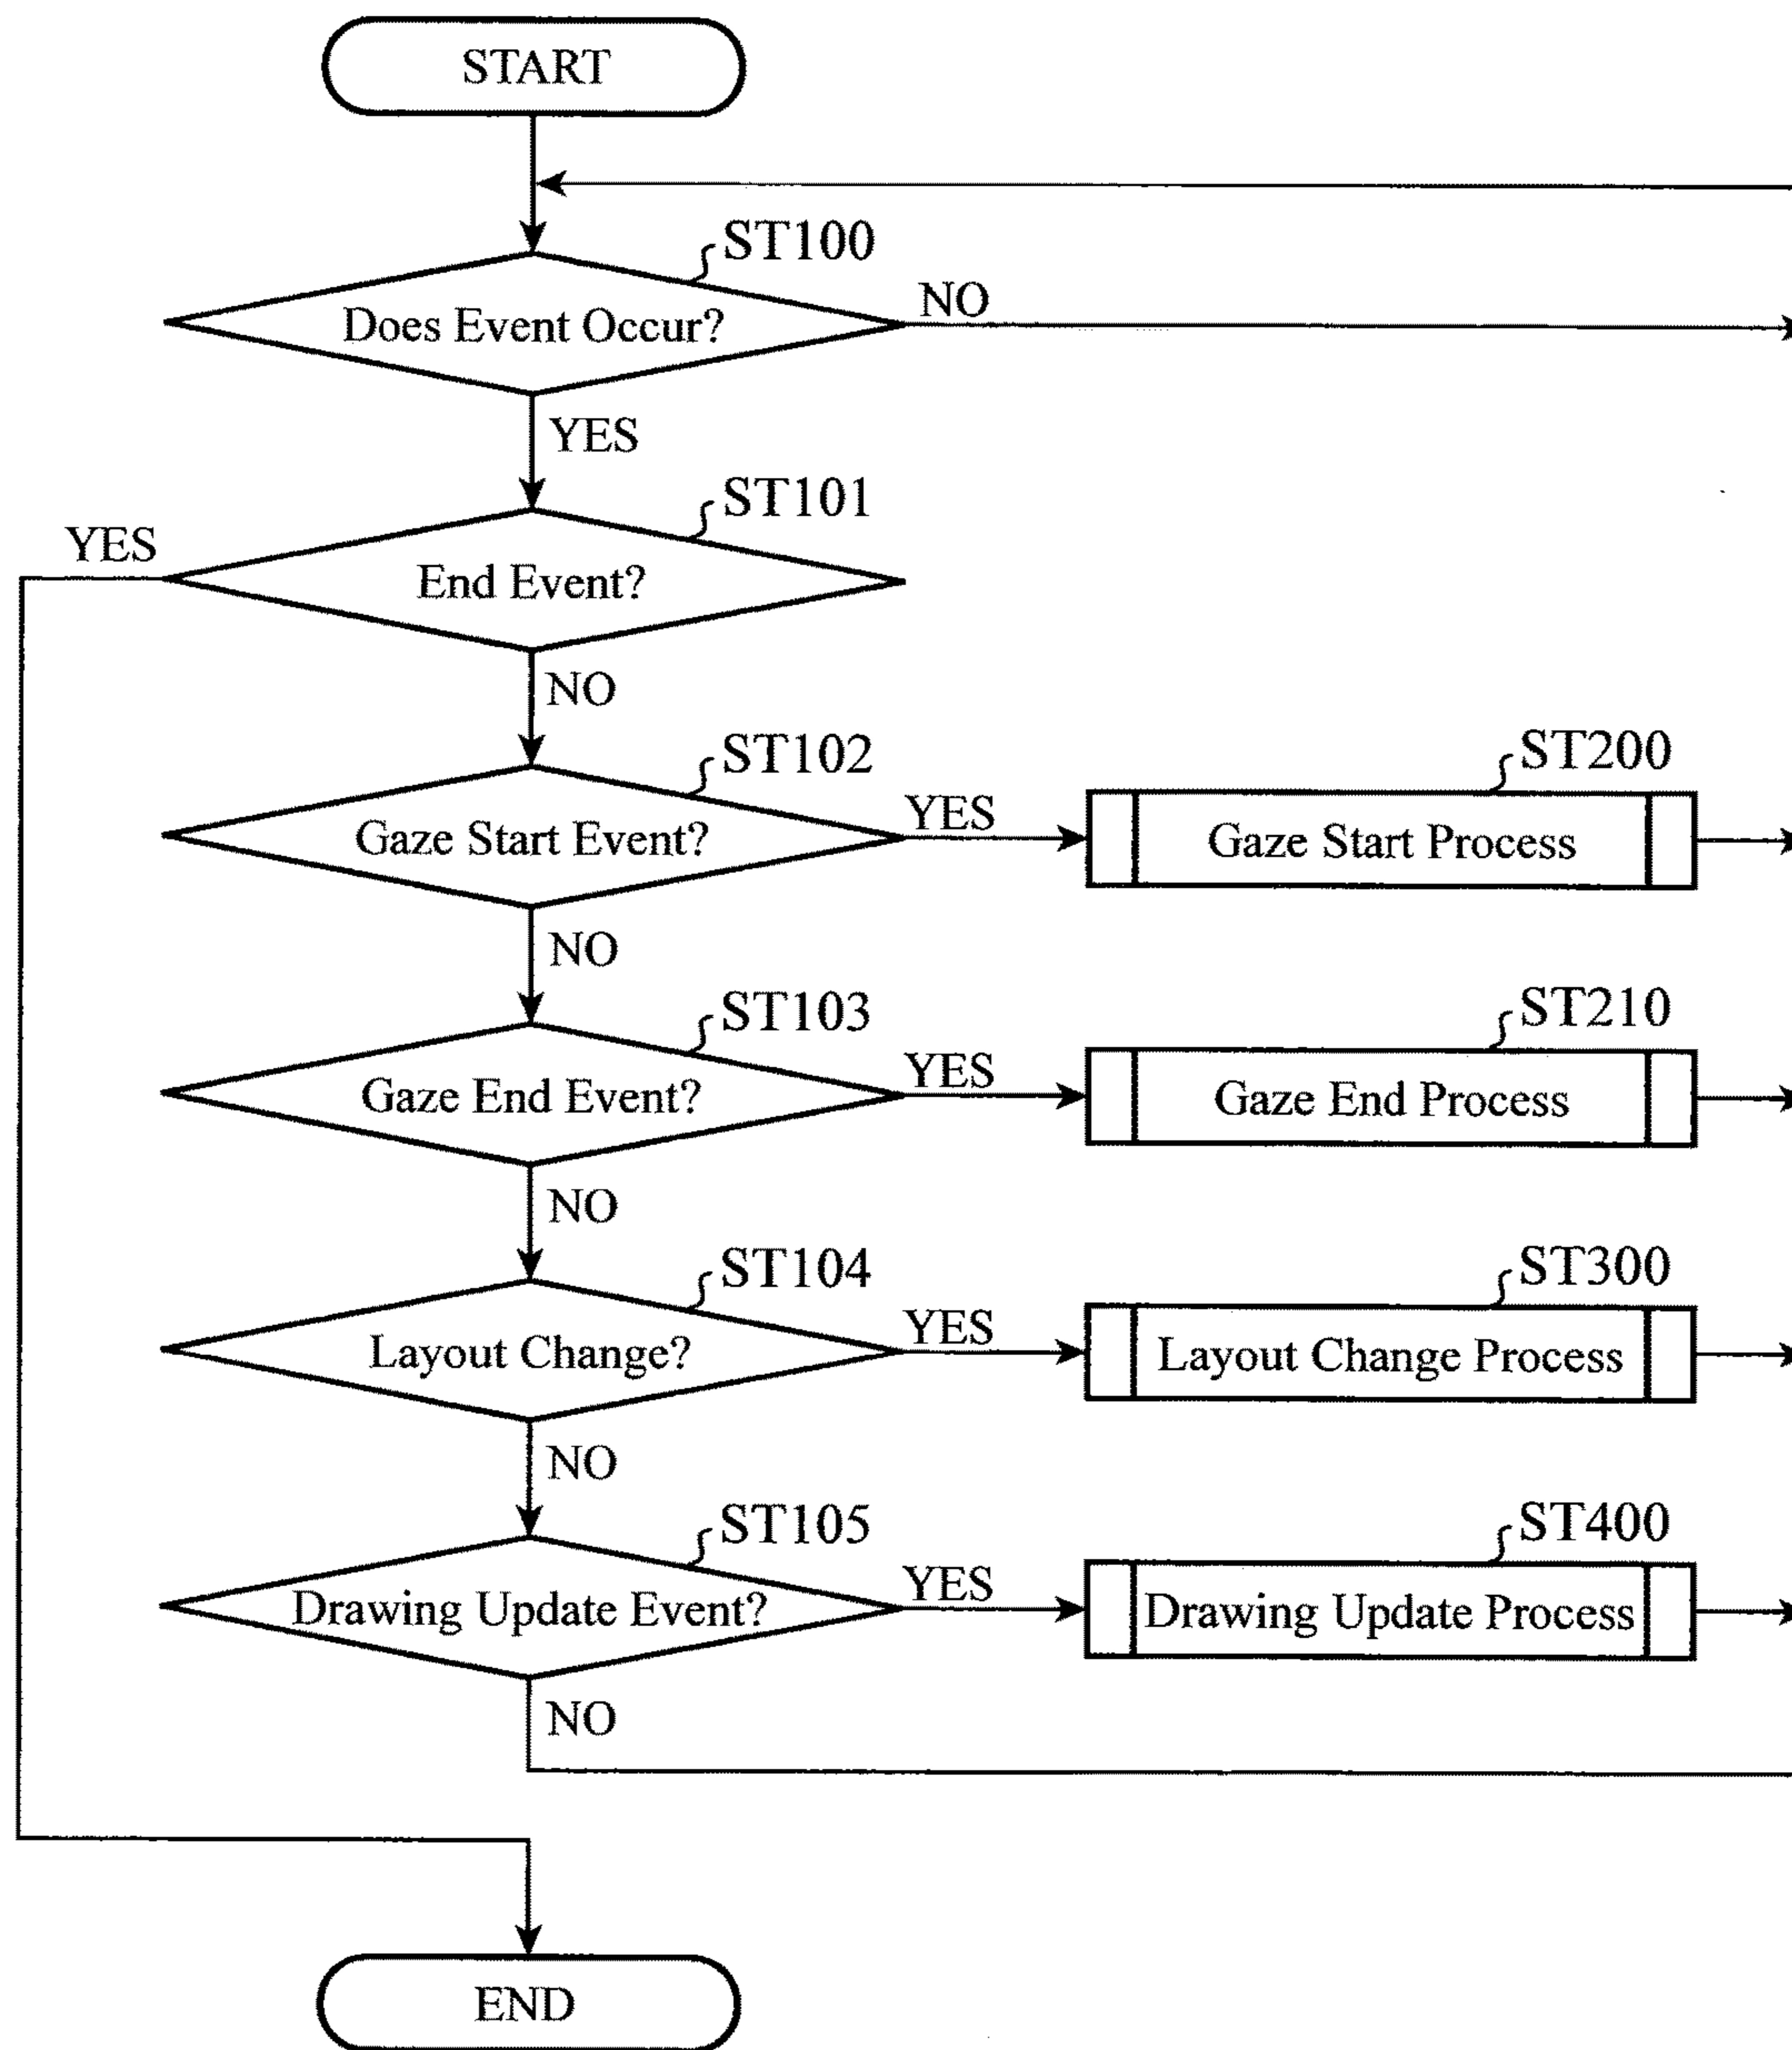 START
ST100
Does Event Occur?
NO
YES
ST101
YES
End Event?
NO
ST102
Gaze Start Event?
YES
ST200
Gaze Start Process
NO
ST103
Gaze End Event?
YES
ST210
Gaze End Process
NO
ST104
Layout Change?
YES
ST300
Layout Change Process
NO
ST105
Drawing Update Event?
YES
ST400
Drawing Update Process
NO
END